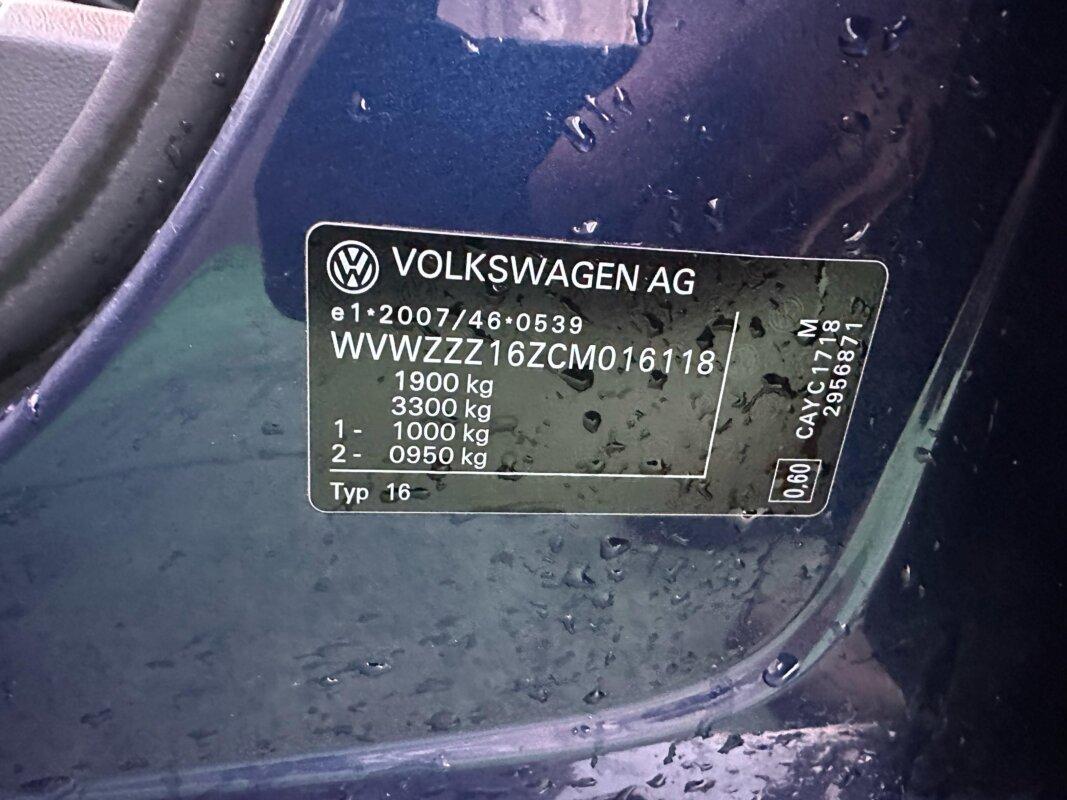 VOLKSWAGEN AG
e1*2007/46*0539
WVWZZZ16ZCM016118
1900 kg
3300 kg
1- 1000 kg
2- 0950 kg
Typ 16
M
CAYC1718
2956871
0,60